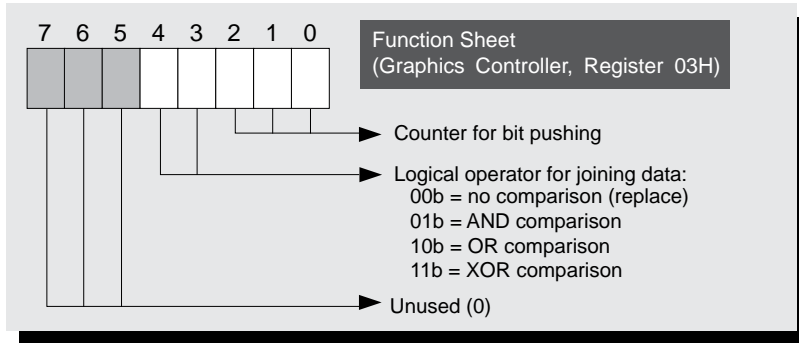 7 6 5 4 3 2 1 0
Function Sheet
(Graphics Controller, Register 03H)
Counter for bit pushing
Logical operator for joining data:
00b = no comparison (replace)
01b = AND comparison
10b = OR comparison
11b = XOR comparison
Unused (0)